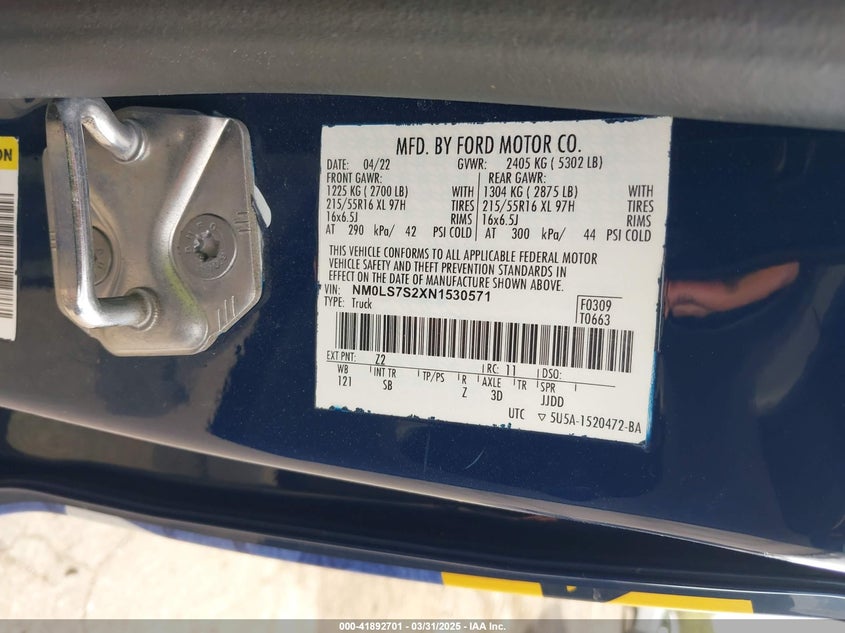 ON
MFD. BY FORD MOTOR CO.
DATE: 04/22 GVWR: 2405 KG ( 5302 LB)
FRONT GAWR: REAR GAWR:
1225 KG ( 2700 LB) WITH 1304 KG ( 2875 LB) WITH
215/55R16 XL 97H TIRES 215/55R16 XL 97H TIRES
16x6.5J RIMS 16x6.5J RIMS
AT 290 kPa/ 42 PSI COLD AT 300 kPa/ 44 PSI COLD
THIS VEHICLE CONFORMS TO ALL APPLICABLE FEDERAL MOTOR
VEHICLE SAFETY AND THEFT PREVENTION STANDARDS IN
EFFECT ON THE DATE OF MANUFACTURE SHOWN ABOVE.
VIN: NM0LS7S2XN1530571
TYPE: Truck
F0309
T0663
EXT PNT: Z2 RC: 11 DSO:
WB INT TR TP/PS R AXLE TR SPR
121 SB Z 3D JJDD
UTC ▽ 5U5A-1520472-BA
000-41892701 - 03/31/2025 - IAA Inc.